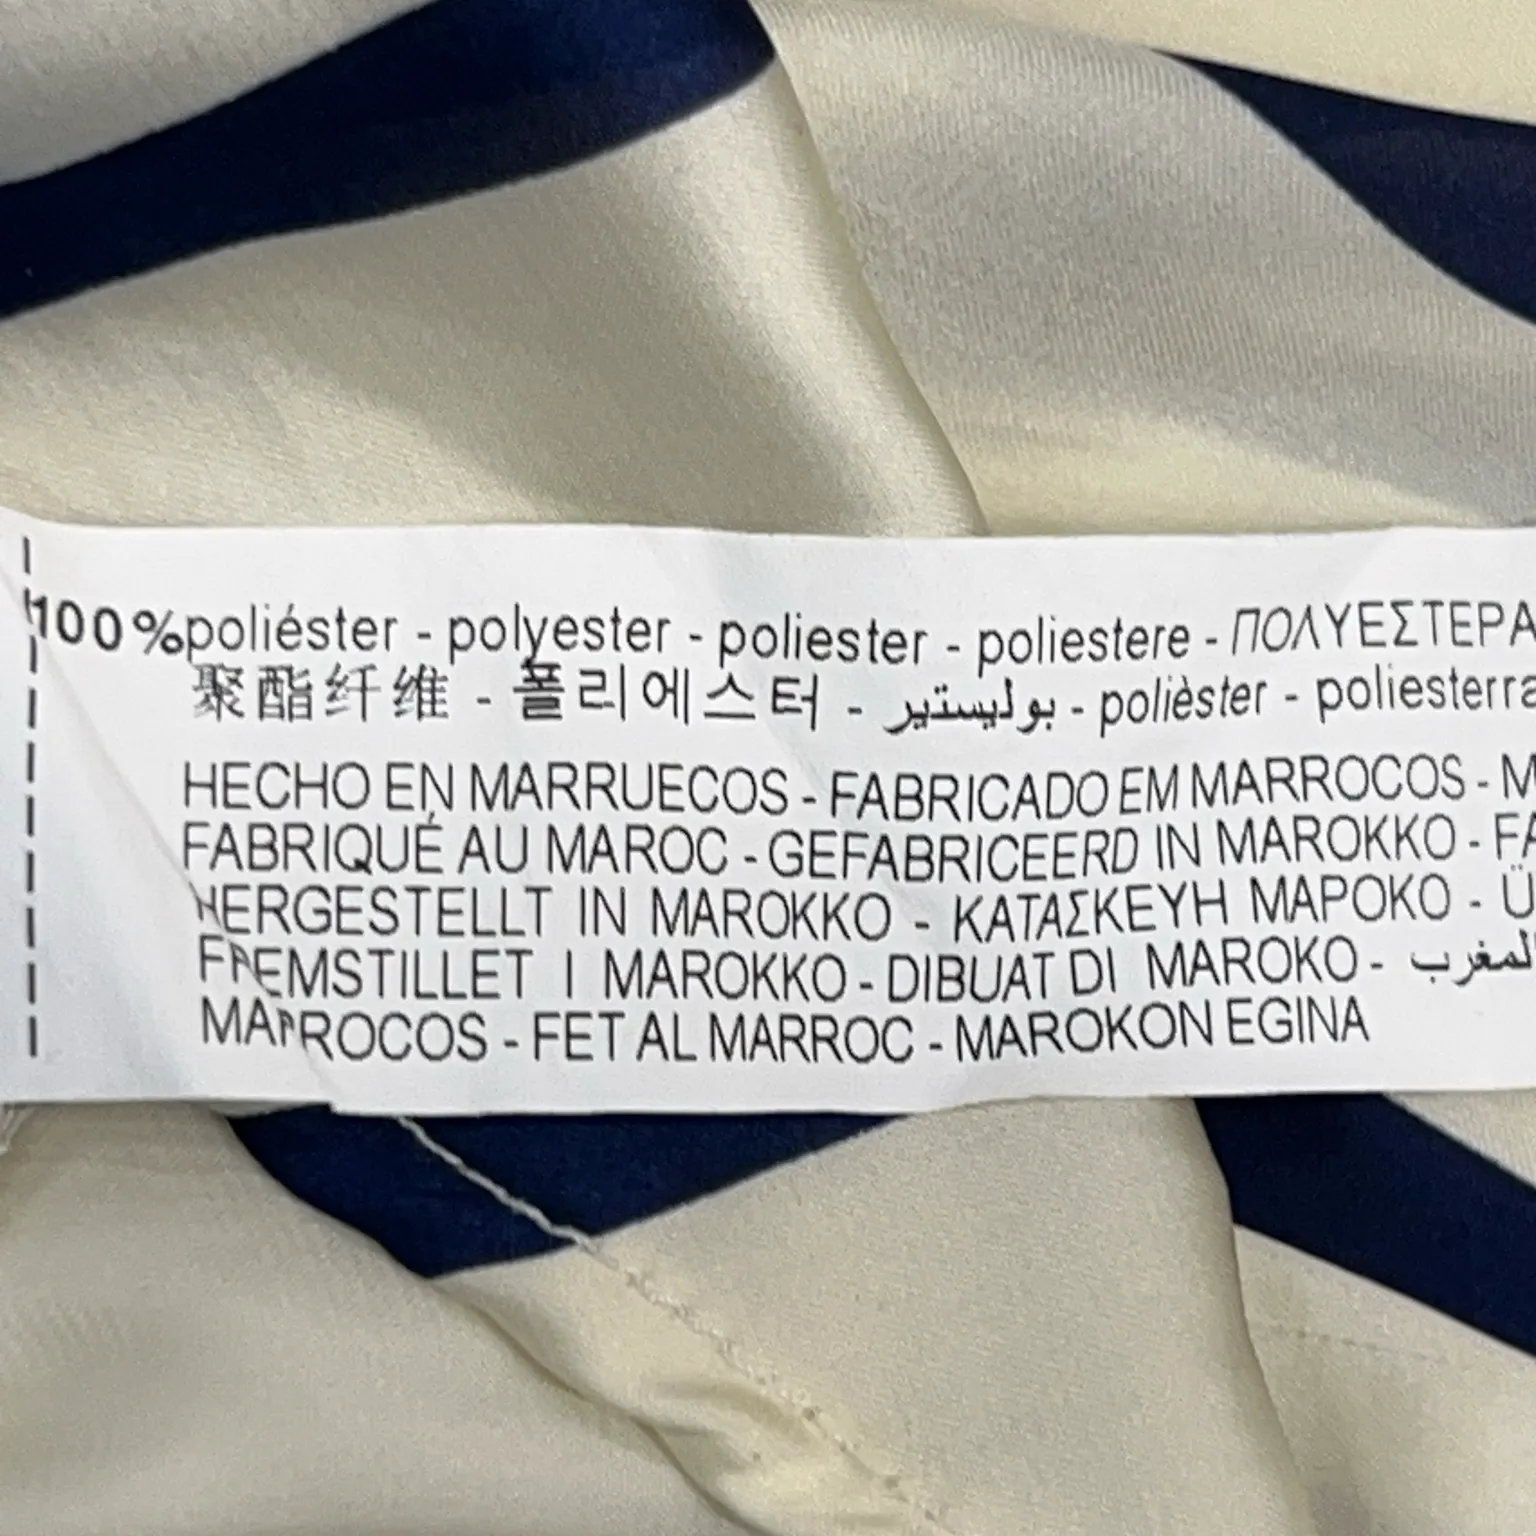 100%poliéster - polyester - poliester - poliestere - ΠΟΛΥΕΣΤΕΡΑ
聚酯纤维 - 폴리에스터 - بوليستير - polièster - poliesterra
HECHO EN MARRUECOS - FABRICADO EM MARROCOS - M
FABRIQUÉ AU MAROC - GEFABRICEERD IN MAROKKO - FA
HERGESTELLT IN MAROKKO - ΚΑΤΑΣΚΕΥΗ ΜΑΡΟΚΟ - Ü
FREMSTILLET I MAROKKO - DIBUAT DI MAROKO - المغرب
MARROCOS - FET AL MARROC - MAROKON EGINA